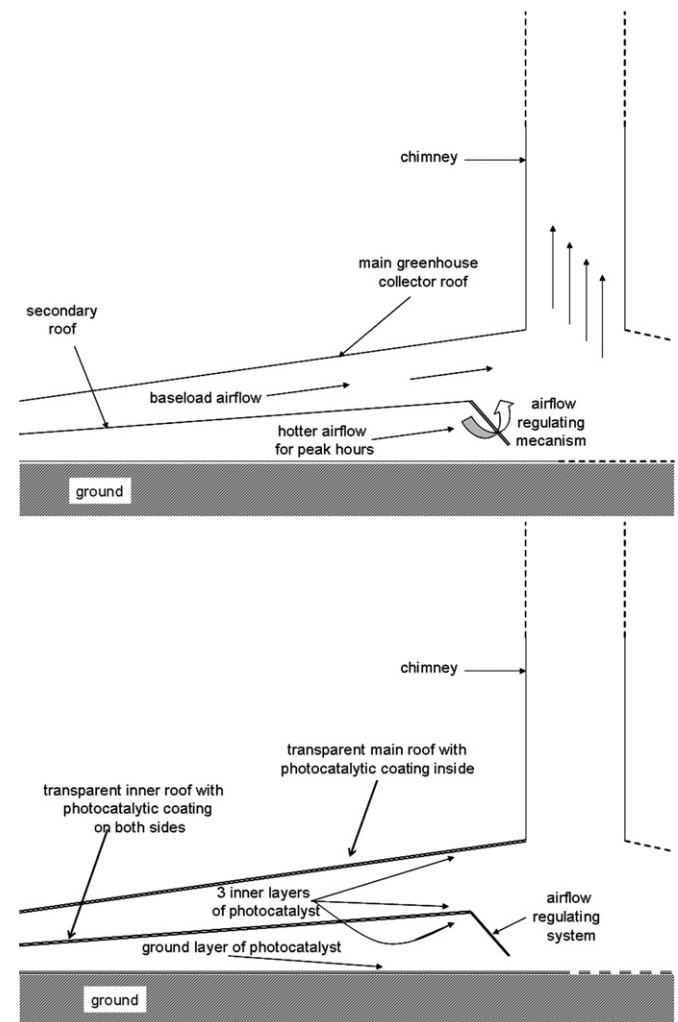 chimney
main greenhouse
collector roof
secondary
roof
baseload airflow
airflow
regulating
mecanism
hotter airflow
for peak hours
ground
chimney
transparent main roof with
photocatalytic coating inside
transparent inner roof with
photocatalytic coating
on both sides
3 inner layers
of photocatalyst
airflow
regulating
system
ground layer of photocatalyst
ground